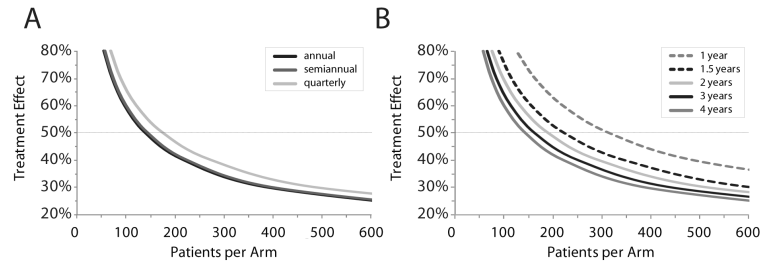 A
Treatment Effect
80%
70%
60%
50%
40%
30%
20%
0
100
200
300
400
500
600
Patients per Arm
annual
semiannual
quarterly
B
Treatment Effect
80%
70%
60%
50%
40%
30%
20%
0
100
200
300
400
500
600
Patients per Arm
1 year
1.5 years
2 years
3 years
4 years